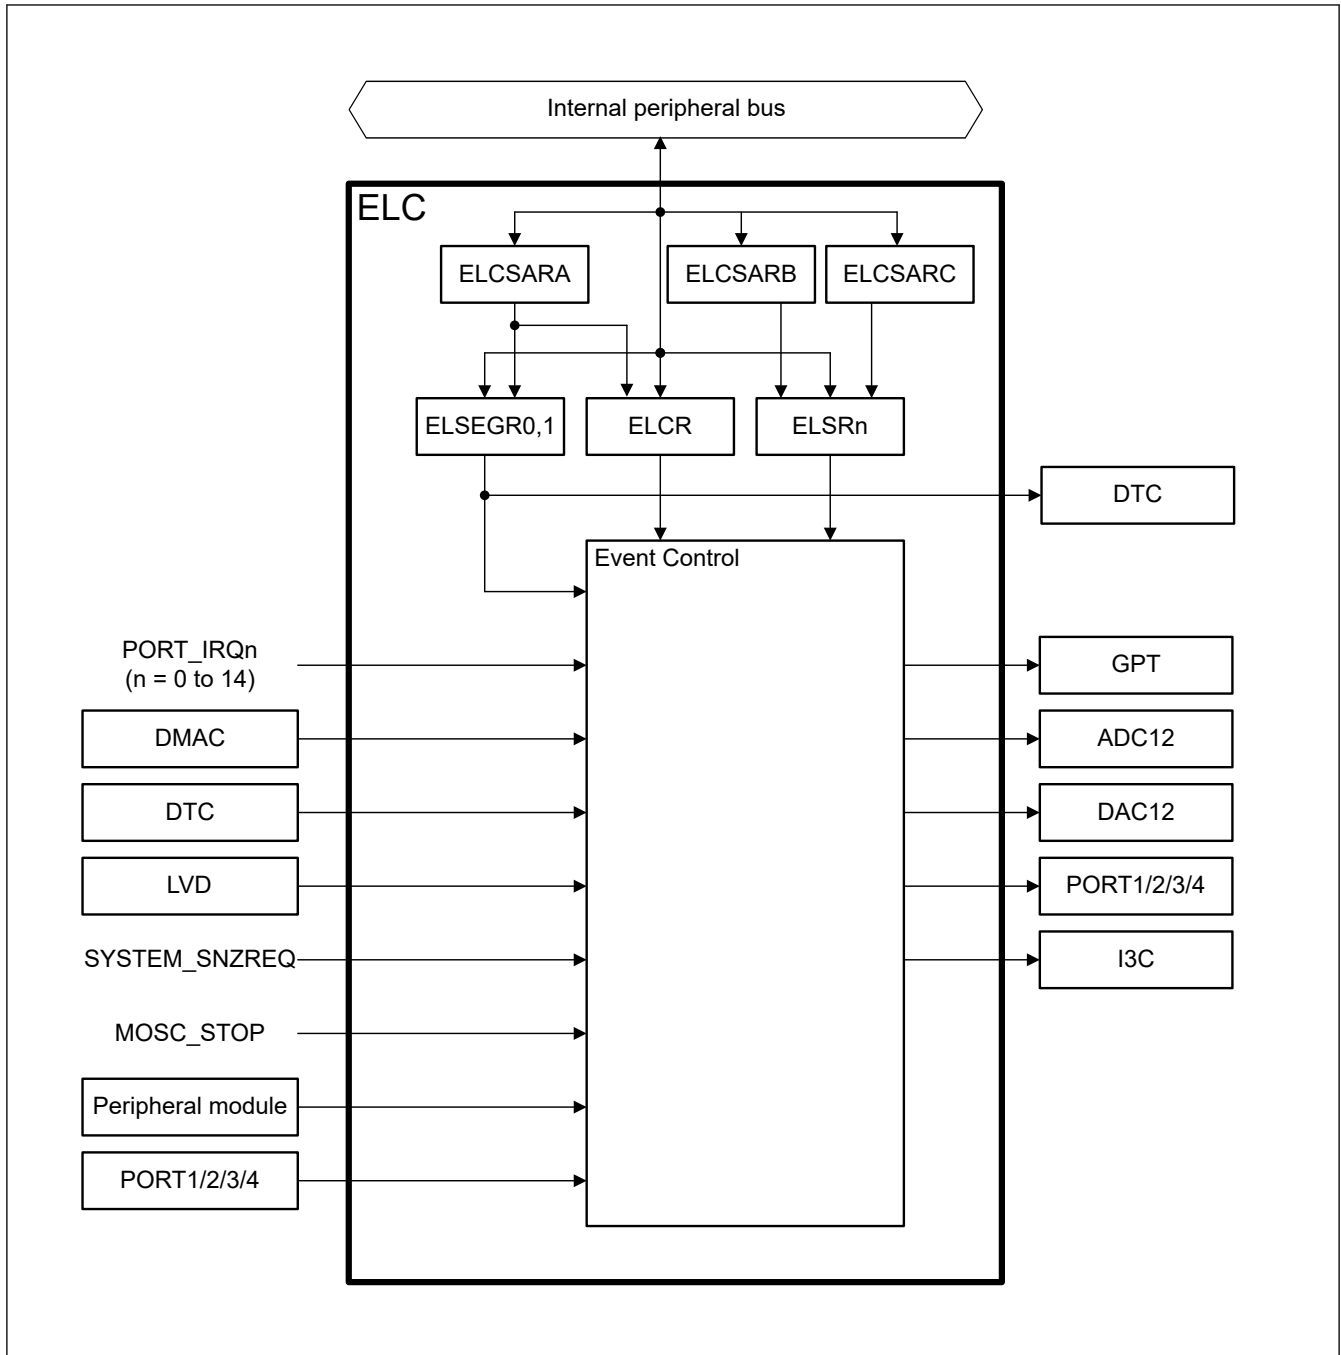 Internal peripheral bus
ELC
ELCSARA
ELCSARB
ELCSARC
ELSEGR0,1
ELCR
ELSRn
DTC
Event Control
PORT_IRQn
(n = 0 to 14)
GPT
DMAC
ADC12
DTC
DAC12
LVD
PORT1/2/3/4
SYSTEM_SNZREQ
I3C
MOSC_STOP
Peripheral module
PORT1/2/3/4